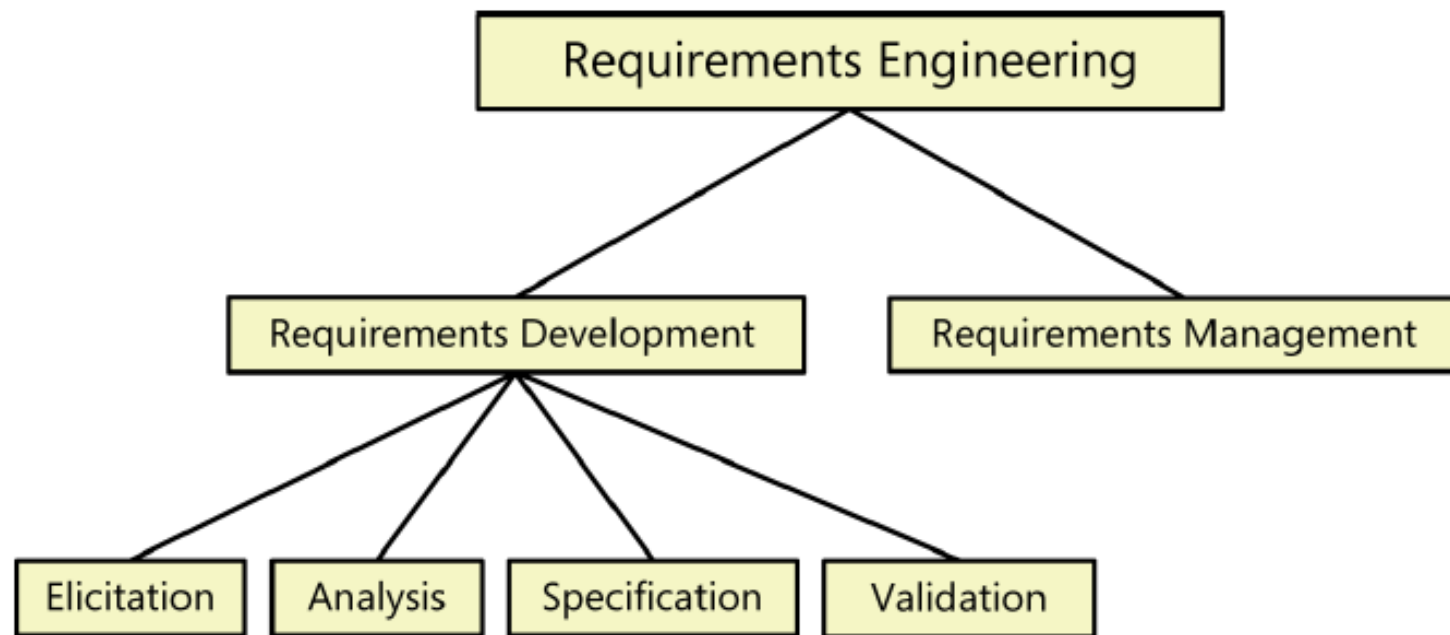 Requirements Engineering
Requirements Development
Requirements Management
Elicitation
Analysis
Specification
Validation